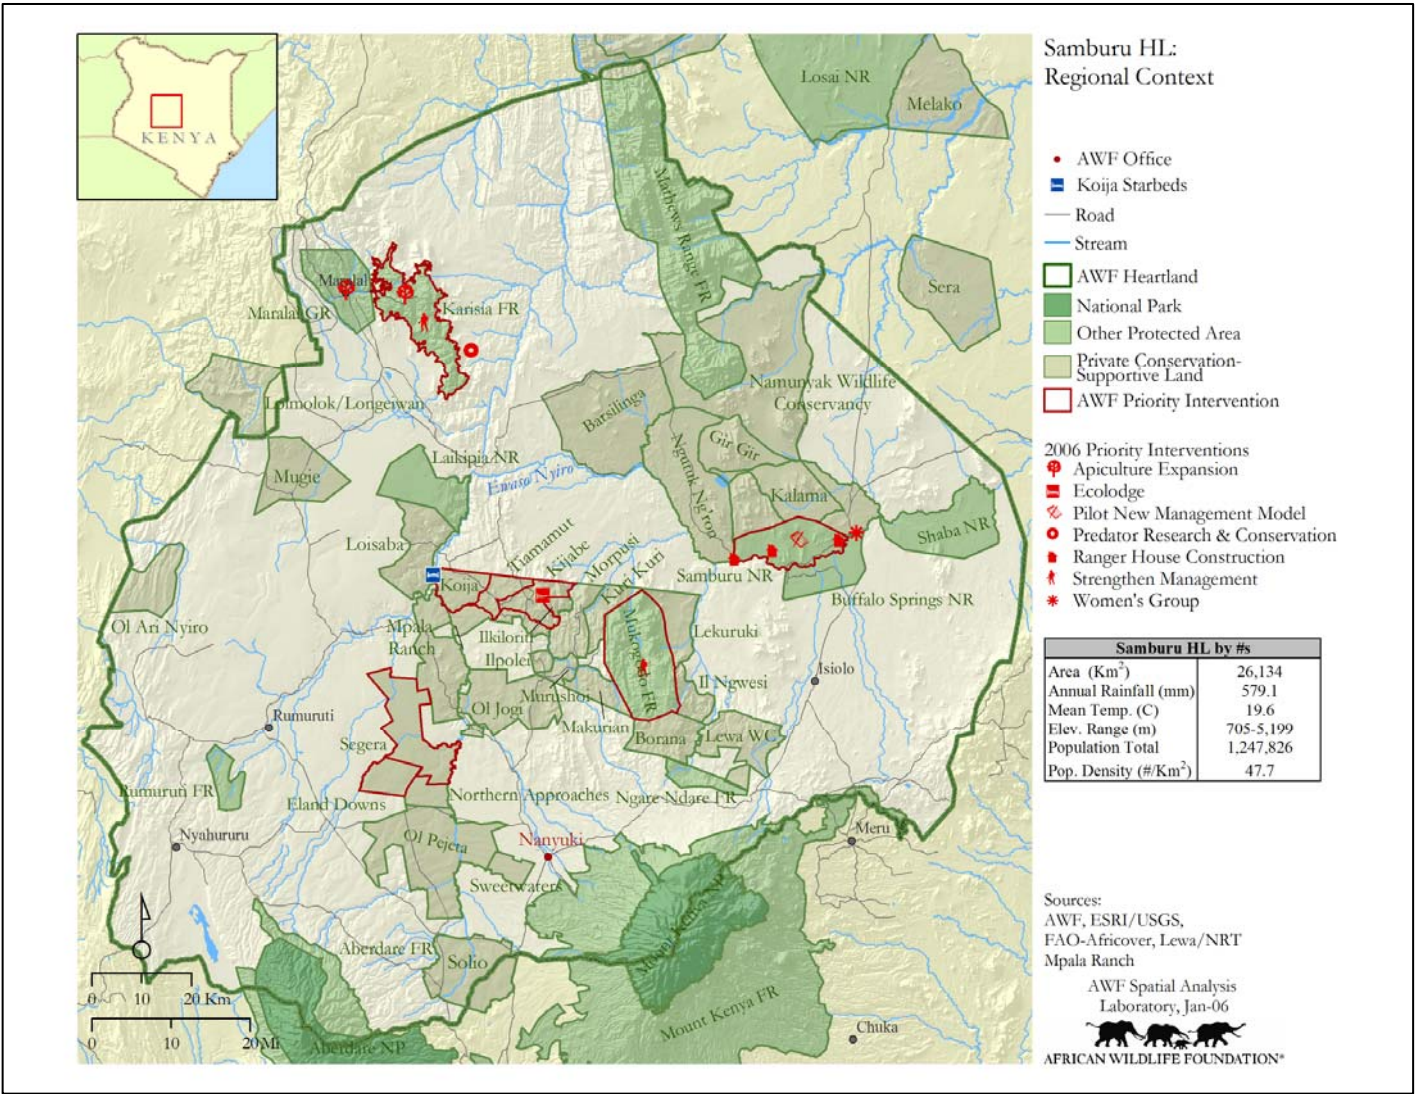 KENYA
Samburu HL:
Regional Context
AWF Office
Koija Starbeds
Road
Stream
AWF Heartland
National Park
Other Protected Area
Private Conservation-
Supportive Land
AWF Priority Intervention
2006 Priority Interventions
Apiculture Expansion
Ecolodge
Pilot New Management Model
Predator Research & Conservation
Ranger House Construction
Strengthen Management
Women's Group
Samburu HL by #s
Area (Km²) 26,134
Annual Rainfall (mm) 579.1
Mean Temp. (C) 19.6
Elev. Range (m) 705-5,199
Population Total 1,247,826
Pop. Density (#/Km²) 47.7
Sources:
AWF, ESRI/USGS,
FAO-Africover, Lewa/NRT
Mpala Ranch
AWF Spatial Analysis
Laboratory, Jan-06
AFRICAN WILDLIFE FOUNDATION®
Losai NR
Melako
Mathews Range FR
Sera
Maralal
Maralal GR
Karisia FR
Namunyak Wildlife
Conservancy
Barsilinga
Loimolok/Longeiwan
Gir Gir
Ngutuk Ng'iron
Laikipia NR
Mugie
Ewaso Nyiro
Kalama
Shaba NR
Loisaba
Tiamamut
Kijabe
Morpusi
Kuri Kuri
Samburu NR
Koija
Buffalo Springs NR
Ol Ari Nyiro
Mpala
Ranch
Ilkiloriti
Mukogodo FR
Lekuruki
Ilpolei
Isiolo
Il Ngwesi
Murushoi
Ol Jogi
Rumuruti
Makurian
Segera
Borana
Lewa WC
Rumuruti FR
Eland Downs
Northern Approaches
Ngare Ndare FR
Nyahururu
Ol Pejeta
Nanyuki
Meru
Sweetwaters
Mount Kenya NP
Aberdare FR
Solio
Mount Kenya FR
Chuka
Aberdare NP
0 10 20 Km
0 10 20 Mi